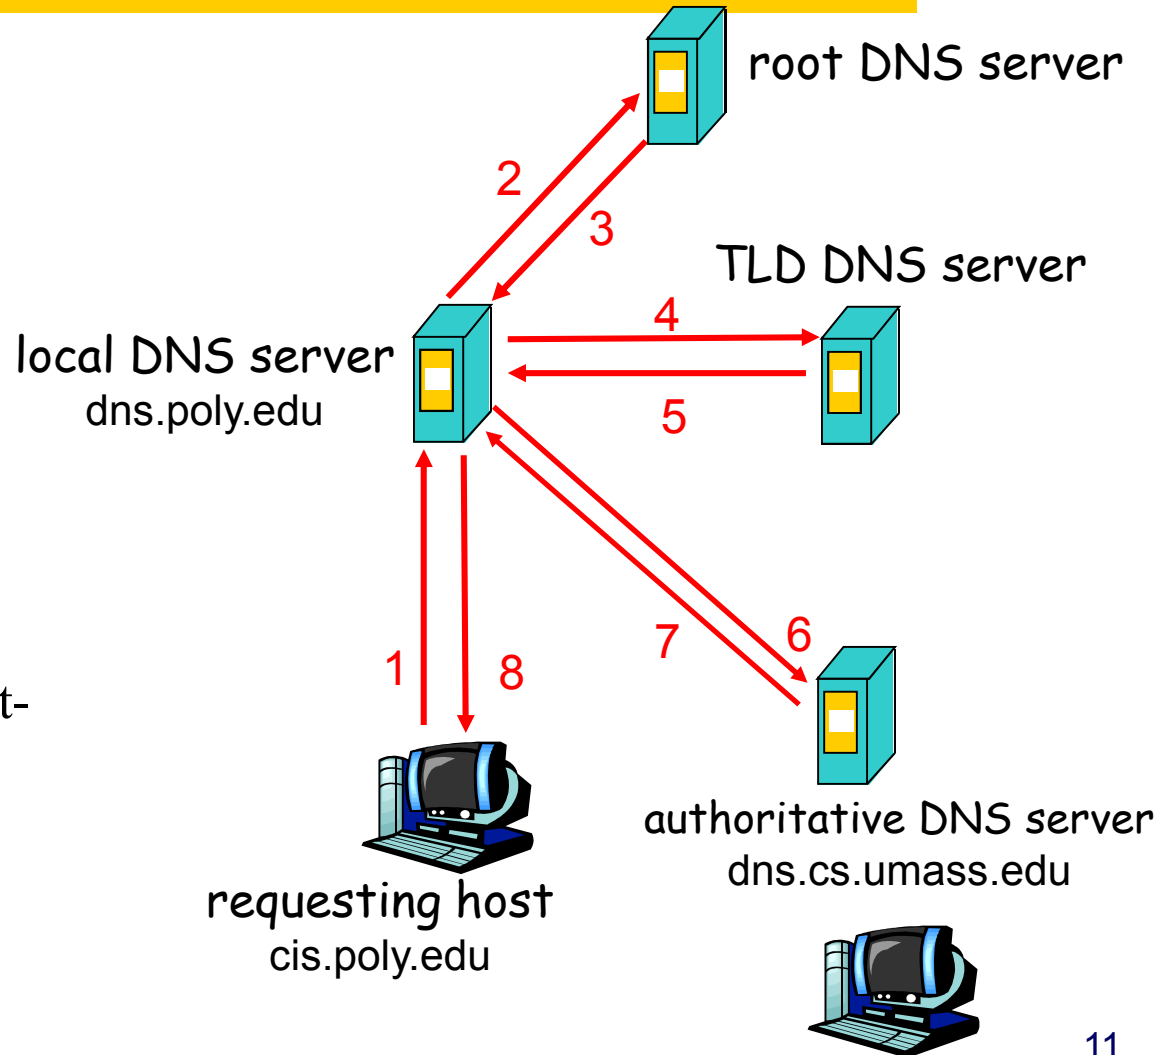 root DNS server
2
3
TLD DNS server
4
local DNS server
dns.poly.edu
5
6
7
1
8
t-
authoritative DNS server
dns.cs.umass.edu
requesting host
cis.poly.edu
11